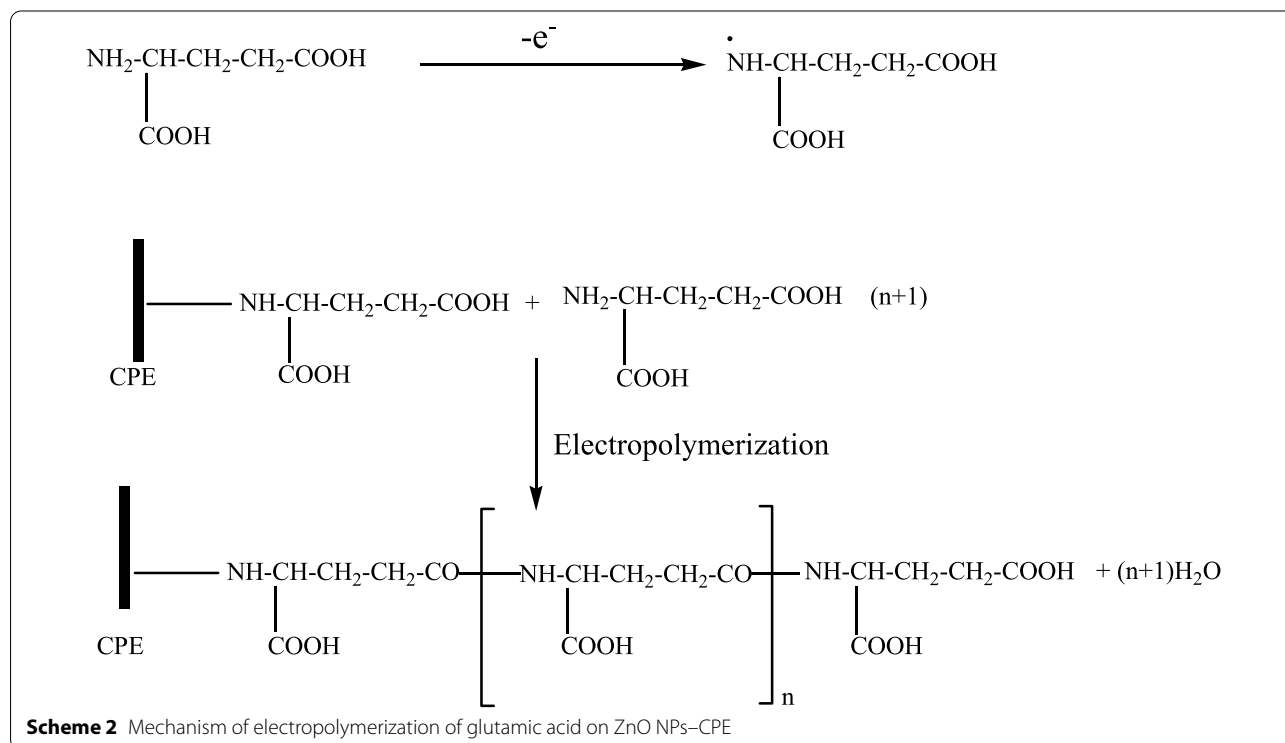 -e⁻
NH₂-CH-CH₂-CH₂-COOH
·
NH-CH-CH₂-CH₂-COOH
COOH
COOH
NH-CH-CH₂-CH₂-COOH + NH₂-CH-CH₂-CH₂-COOH (n+1)
CPE
COOH
COOH
Electropolymerization
NH-CH-CH₂-CH₂-CO NH-CH-CH₂-CH₂-CO NH-CH-CH₂-CH₂-COOH + (n+1)H₂O
CPE
COOH
COOH
COOH
n
Scheme 2 Mechanism of electropolymerization of glutamic acid on ZnO NPs–CPE